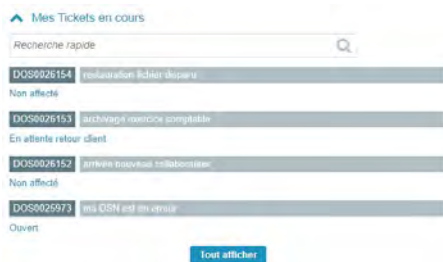 Mes Tickets en cours
Recherche rapide
DOS0026154 restauration fichier disparu
Non affecté
DOS0026153 archivage exercice comptable
En attente retour client
DOS0026152 arrivée nouveau collaborateur
Non affecté
DOS0025973 ma DSN est en erreur
Ouvert
Tout afficher